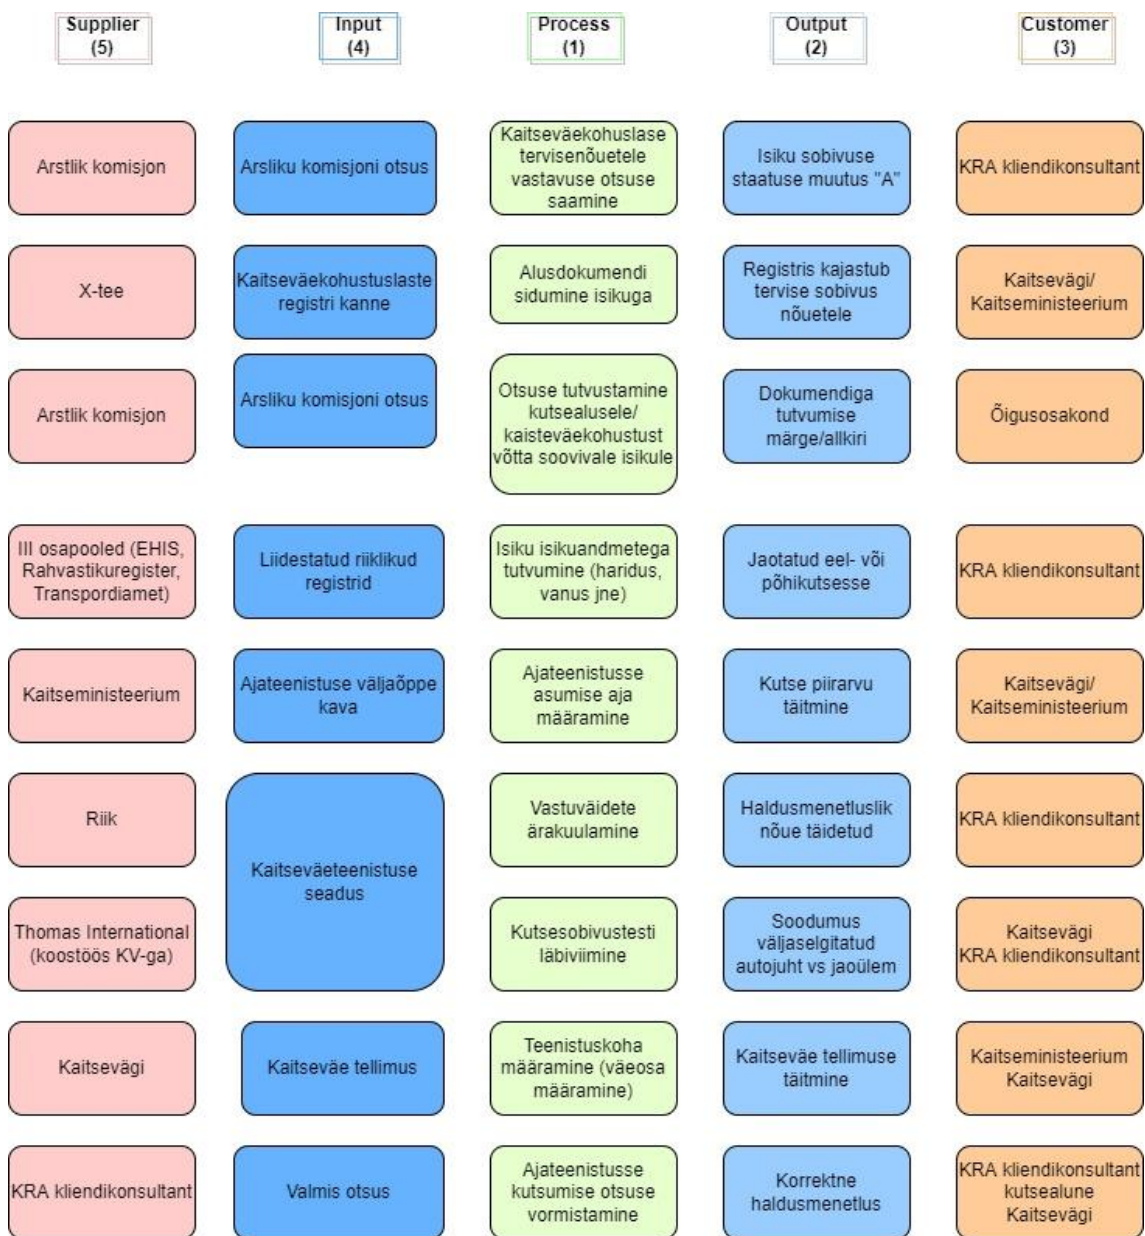 Supplier
(5)
Input
(4)
Process
(1)
Output
(2)
Customer
(3)
Arstlik komisjon
Arsliku komisjoni otsus
Kaitseväekohuslase
tervisenõuetele
vastavuse otsuse
saamine
Isiku sobivuse
staatuse muutus "A"
KRA kliendikonsultant
X-tee
Kaitseväekohustuslaste
registri kanne
Alusdokumendi
sidumine isikuga
Registris kajastub
tervise sobivus
nõuetele
Kaitsevägi/
Kaitseministeerium
Arstlik komisjon
Arsliku komisjoni otsus
Otsuse tutvustamine
kutsealusele/
kaisteväekohustust
võtta soovivale isikule
Dokumendiga
tutvumise
märge/allkiri
Õigusosakond
III osapooled (EHIS,
Rahvastikuregister,
Transpordiamet)
Liidestatud riiklikud
registrid
Isiku isikuandmetega
tutvumine (haridus,
vanus jne)
Jaotatud eel- või
põhikutsesse
KRA kliendikonsultant
Kaitseministeerium
Ajateenistuse väljaõppe
kava
Ajateenistusse
asumise aja
määramine
Kutse piirarvu
täitmine
Kaitsevägi/
Kaitseministeerium
Riik
Kaitseväeteenistuse
seadus
Vastuväidete
ärakuulamine
Haldusmenetluslik
nõue täidetud
KRA kliendikonsultant
Thomas International
(koostöös KV-ga)
Kutsesobivustesti
läbiviimine
Soodumus
väljaselgitatud
autojuht vs jaoülem
Kaitsevägi
KRA kliendikonsultant
Kaitsevägi
Kaitseväe tellimus
Teenistuskoha
määramine (väeosa
määramine)
Kaitseväe tellimuse
täitmine
Kaitseministeerium
Kaitsevägi
KRA kliendikonsultant
Valmis otsus
Ajateenistusse
kutsumise otsuse
vormistamine
Korrektne
haldusmenetlus
KRA kliendikonsultant
kutsealune
Kaitsevägi